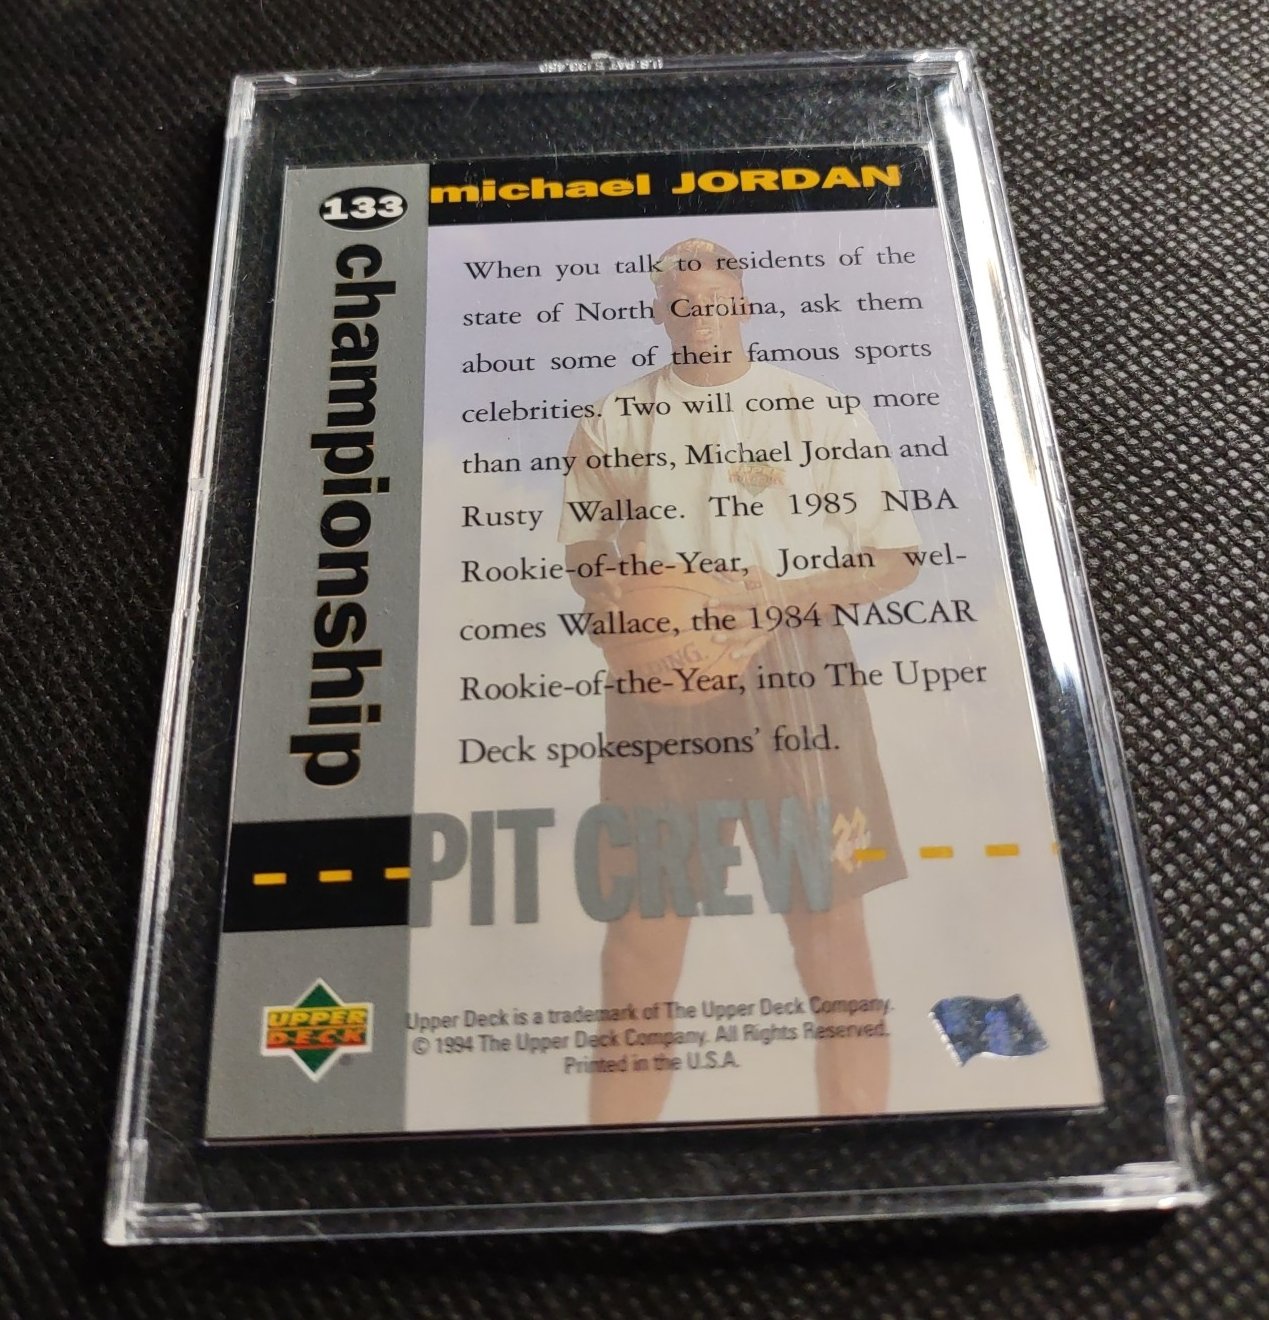 U.S. PAT 5,133,450
133
michael JORDAN
championship
When you talk to residents of the
state of North Carolina, ask them
about some of their famous sports
celebrities. Two will come up more
than any others, Michael Jordan and
Rusty Wallace. The 1985 NBA
Rookie-of-the-Year, Jordan wel-
comes Wallace, the 1984 NASCAR
Rookie-of-the-Year, into The Upper
Deck spokespersons' fold.
PIT CREW
UPPER
DECK
Upper Deck is a trademark of The Upper Deck Company.
© 1994 The Upper Deck Company. All Rights Reserved.
Printed in the U.S.A.